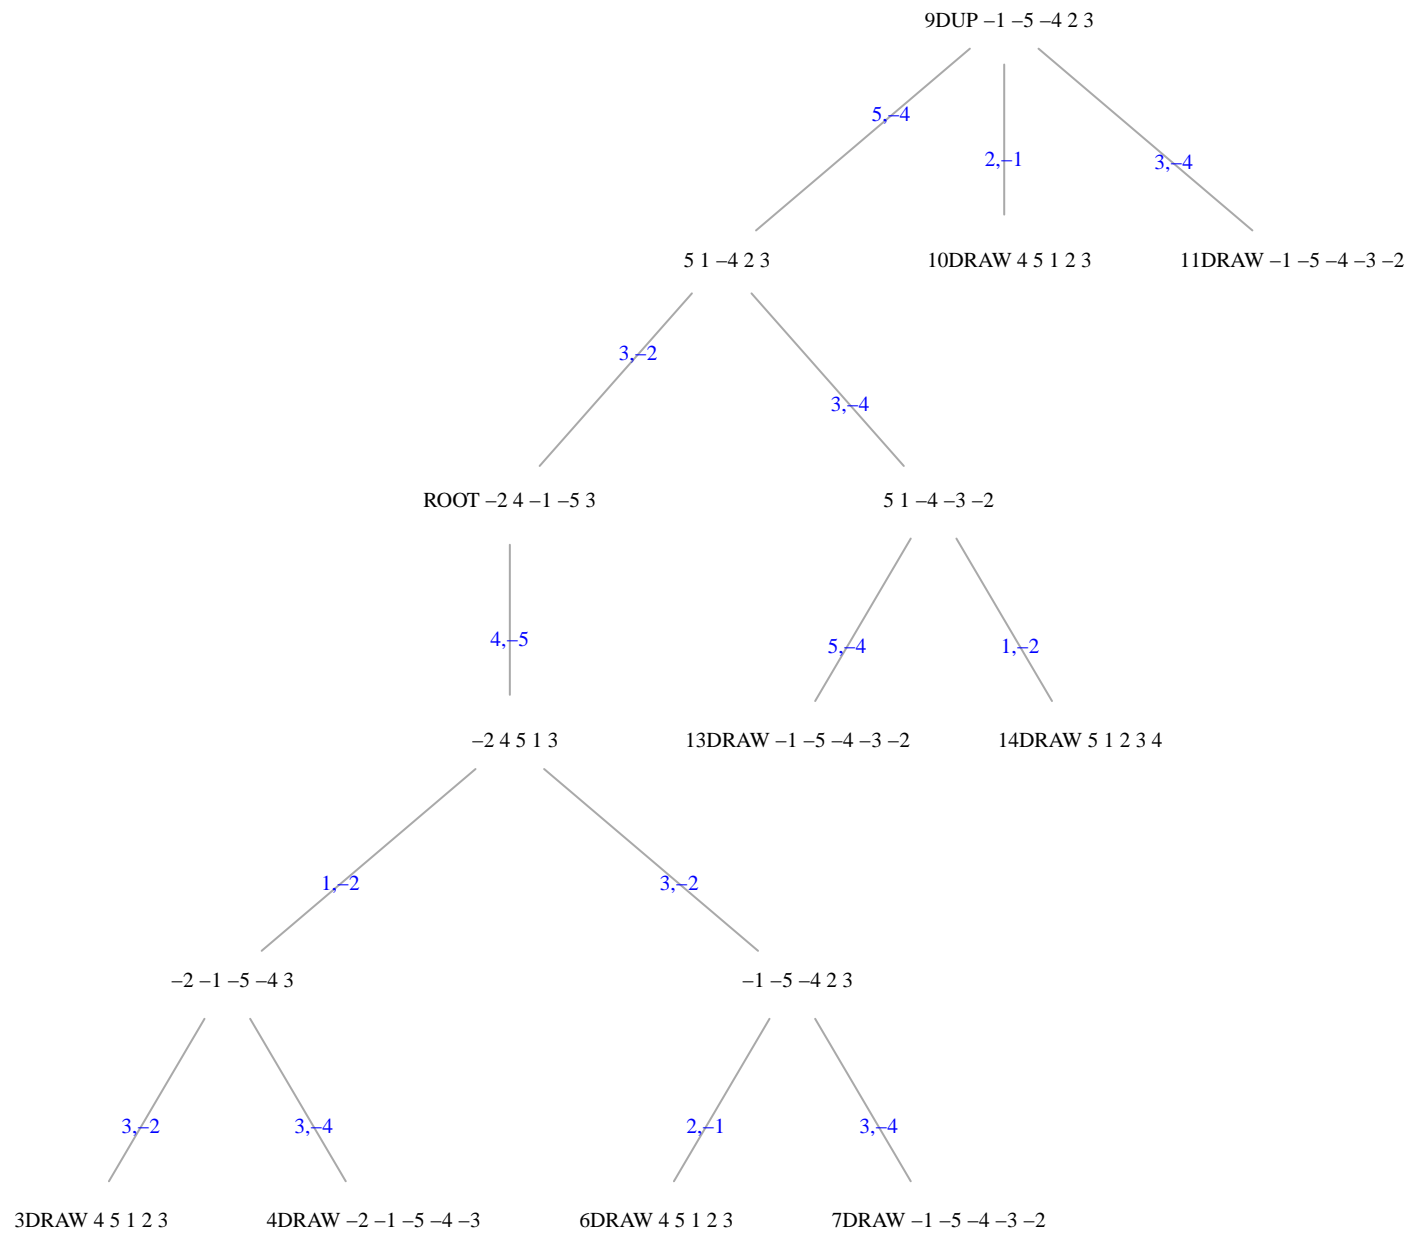 9DUP –1 –5 –4 2 3
5,–4
2,–1
3,–4
5 1 –4 2 3
10DRAW 4 5 1 2 3
11DRAW –1 –5 –4 –3 –2
3,–2
3,–4
ROOT –2 4 –1 –5 3
5 1 –4 –3 –2
4,–5
5,–4
1,–2
–2 4 5 1 3
13DRAW –1 –5 –4 –3 –2
14DRAW 5 1 2 3 4
1,–2
3,–2
–2 –1 –5 –4 3
–1 –5 –4 2 3
3,–2
3,–4
2,–1
3,–4
3DRAW 4 5 1 2 3
4DRAW –2 –1 –5 –4 –3
6DRAW 4 5 1 2 3
7DRAW –1 –5 –4 –3 –2